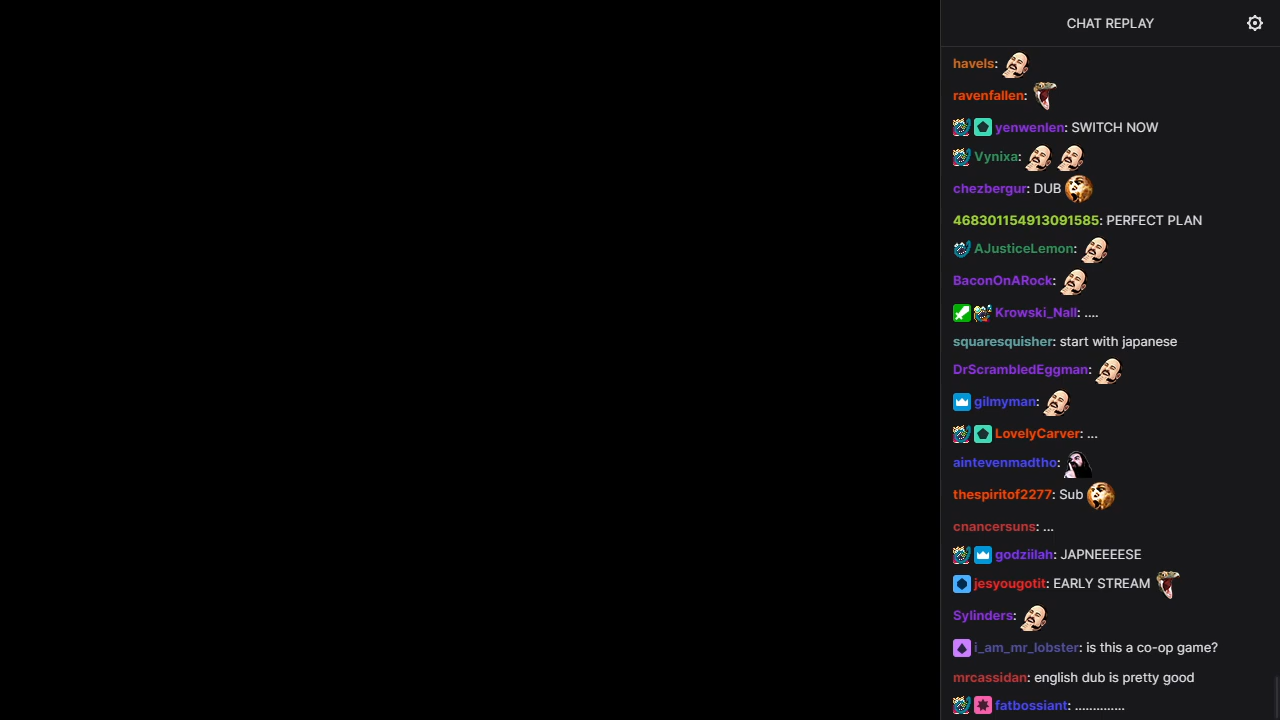 CHAT REPLAY
havels:
ravenfallen:
yenwenlen: SWITCH NOW
Vynixa:
chezbergur: DUB
468301154913091585: PERFECT PLAN
AJusticeLemon:
BaconOnARock:
Krowski_Nall: ....
squaresquisher: start with japanese
DrScrambledEggman:
gilmyman:
LovelyCarver: ...
aintevenmadtho:
thespiritof2277: Sub
cnancersuns: ...
godziilah: JAPNEEEESE
jesyougotit: EARLY STREAM
Sylinders:
i_am_mr_lobster: is this a co-op game?
mrcassidan: english dub is pretty good
fatbossiant: ..............